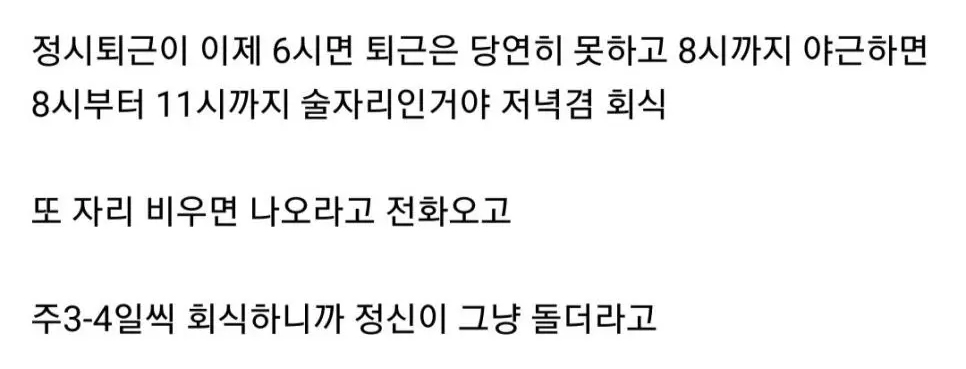 정시퇴근이 이제 6시면 퇴근은 당연히 못하고 8시까지 야근하면
8시부터 11시까지 술자리인거야 저녁겸 회식
또 자리 비우면 나오라고 전화오고
주3-4일씩 회식하니까 정신이 그냥 돌더라고